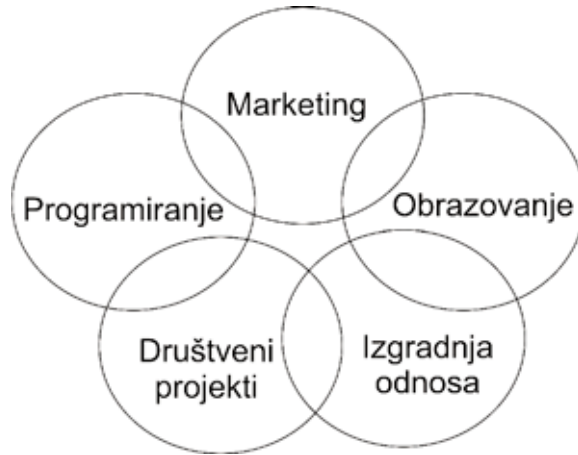 Marketing
Programiranje
Obrazovanje
Društveni
projekti
Izgradnja
odnosa